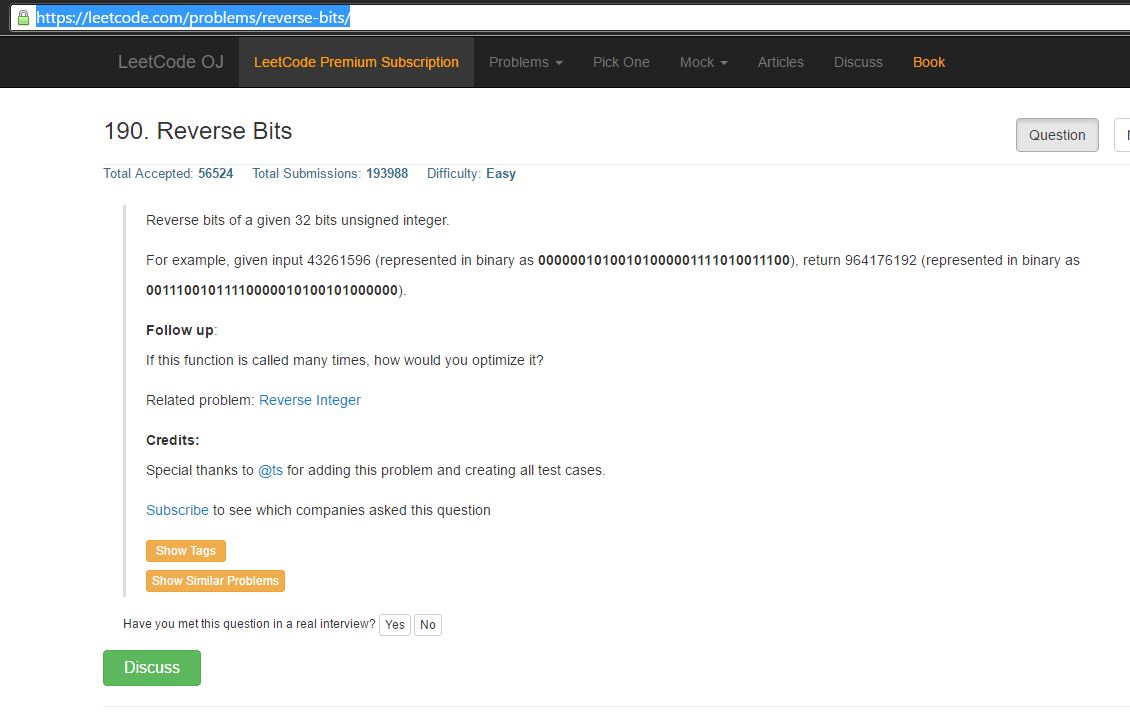 https://leetcode.com/problems/reverse-bits/
LeetCode OJ LeetCode Premium Subscription Problems Pick One Mock Articles Discuss Book
190. Reverse Bits
Question
Total Accepted: 56524 Total Submissions: 193988 Difficulty: Easy
Reverse bits of a given 32 bits unsigned integer.
For example, given input 43261596 (represented in binary as 00000010100101000001111010011100), return 964176192 (represented in binary as
00111001011110000010100101000000).
Follow up:
If this function is called many times, how would you optimize it?
Related problem: Reverse Integer
Credits:
Special thanks to @ts for adding this problem and creating all test cases.
Subscribe to see which companies asked this question
Show Tags
Show Similar Problems
Have you met this question in a real interview? Yes No
Discuss